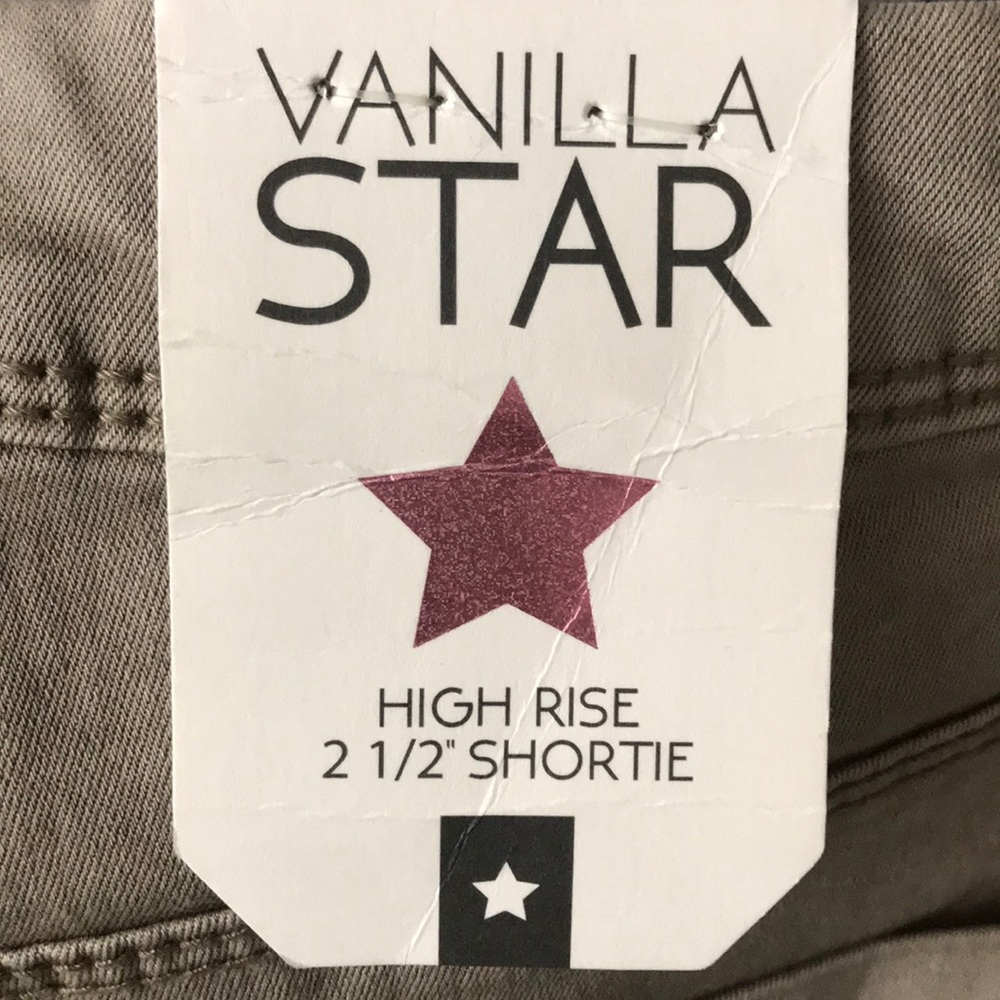 VANILLA
STAR
HIGH RISE
2 1/2" SHORTIE